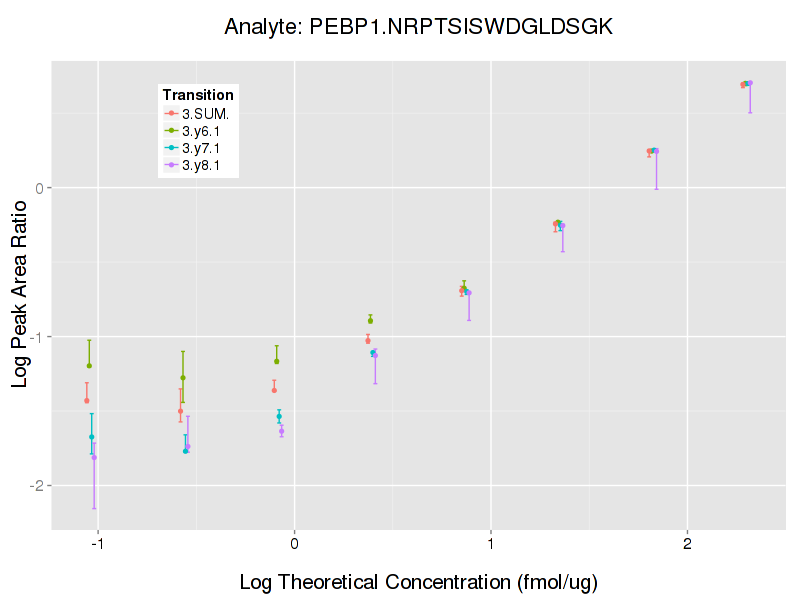 Analyte: PEBP1.NRPTSISWDGLDSGK
Transition
3.SUM.
3.y6.1
3.y7.1
3.y8.1
0
-1
-2
Log Peak Area Ratio
-1 0 1 2
Log Theoretical Concentration (fmol/ug)